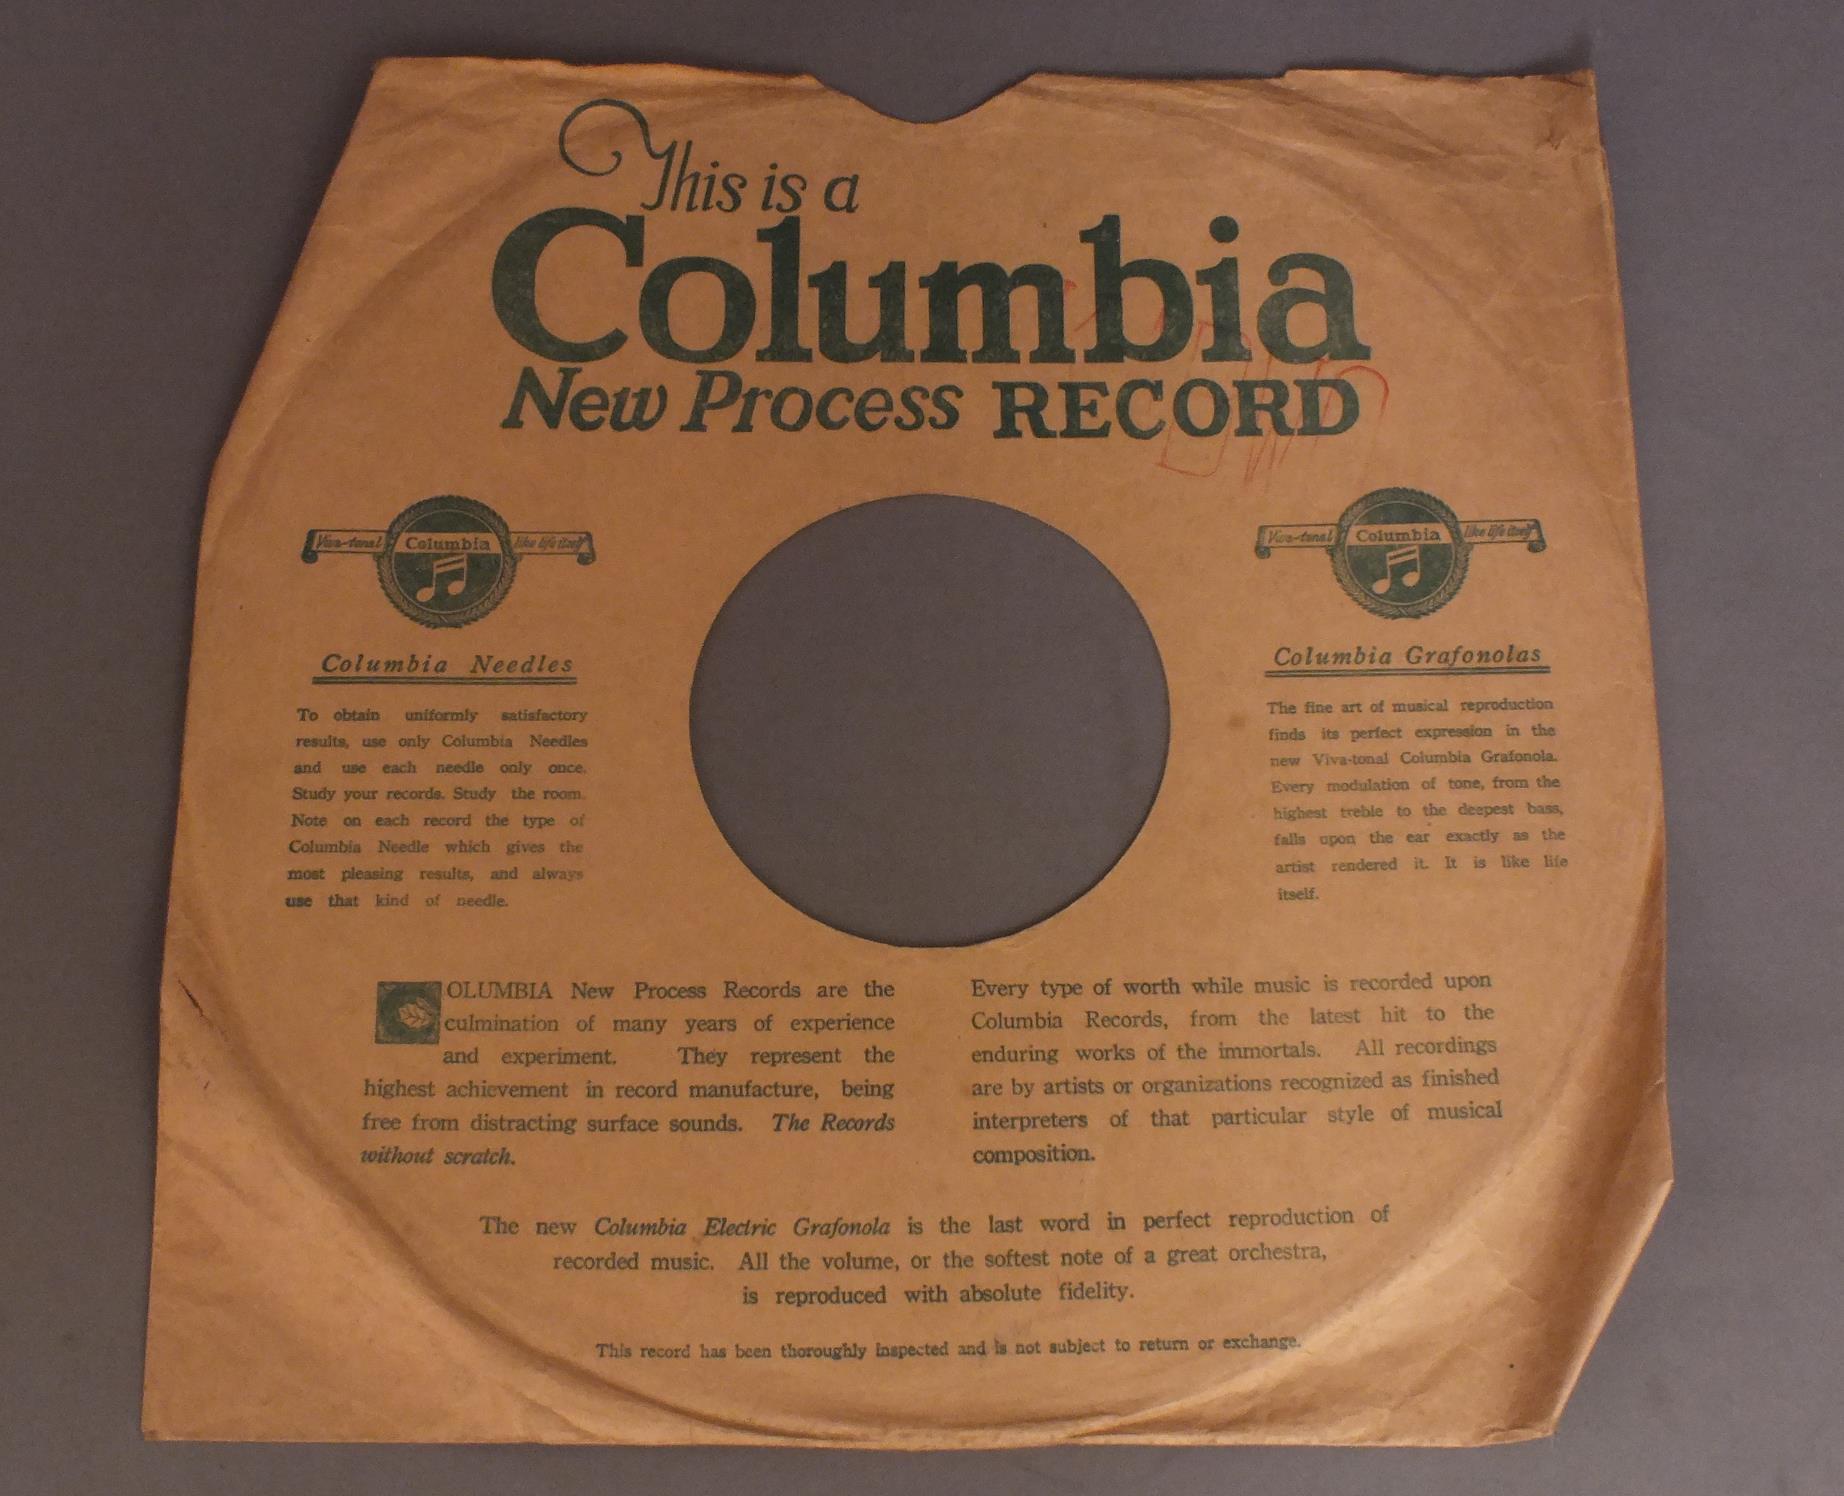 This is a
Columbia
New Process RECORD
Viva-tonal Columbia like life itself
Columbia Needles
To obtain uniformly satisfactory
results, use only Columbia Needles
and use each needle only once.
Study your records. Study the room.
Note on each record the type of
Columbia Needle which gives the
most pleasing results, and always
use that kind of needle.
Viva-tonal Columbia like life itself
Columbia Grafonolas
The fine art of musical reproduction
finds its perfect expression in the
new Viva-tonal Columbia Grafonola.
Every modulation of tone, from the
highest treble to the deepest bass,
falls upon the ear exactly as the
artist rendered it. It is like life
itself.
COLUMBIA New Process Records are the
culmination of many years of experience
and experiment. They represent the
highest achievement in record manufacture, being
free from distracting surface sounds. The Records
without scratch.
Every type of worth while music is recorded upon
Columbia Records, from the latest hit to the
enduring works of the immortals. All recordings
are by artists or organizations recognized as finished
interpreters of that particular style of musical
composition.
The new Columbia Electric Grafonola is the last word in perfect reproduction of
recorded music. All the volume, or the softest note of a great orchestra,
is reproduced with absolute fidelity.
This record has been thoroughly inspected and is not subject to return or exchange.